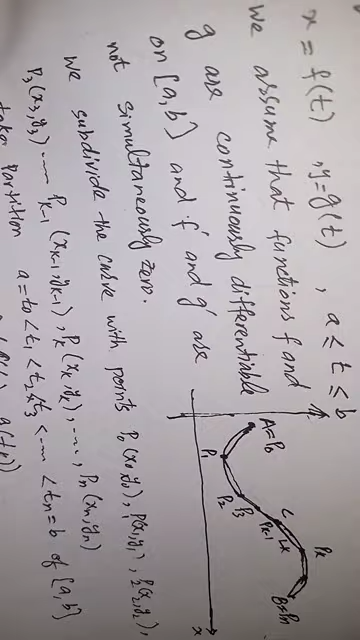 x = f(t) , y = g(t) , a ≤ t ≤ b
we assume that functions f and
g are continuously differentiable
on [a,b] and f' and g' are
not simultaneously zero.
we subdivide the curve with points P₀(x₀,y₀), P(x₁,y₁), P₂(x₂,y₂),
P₃(x₃,y₃) ---- Pₖ₋₁(xₖ₋₁,yₖ₋₁), Pₖ(xₖ,yₖ), ..., Pₙ(xₙ,yₙ)
take Partition a=t₀<t₁<t₂<t₃ <--- <tₙ=b of [a,b]
A=P₀
P₁
P₂
P₃
Pₖ₋₁
Lₖ
Pₖ
B=Pₙ
x